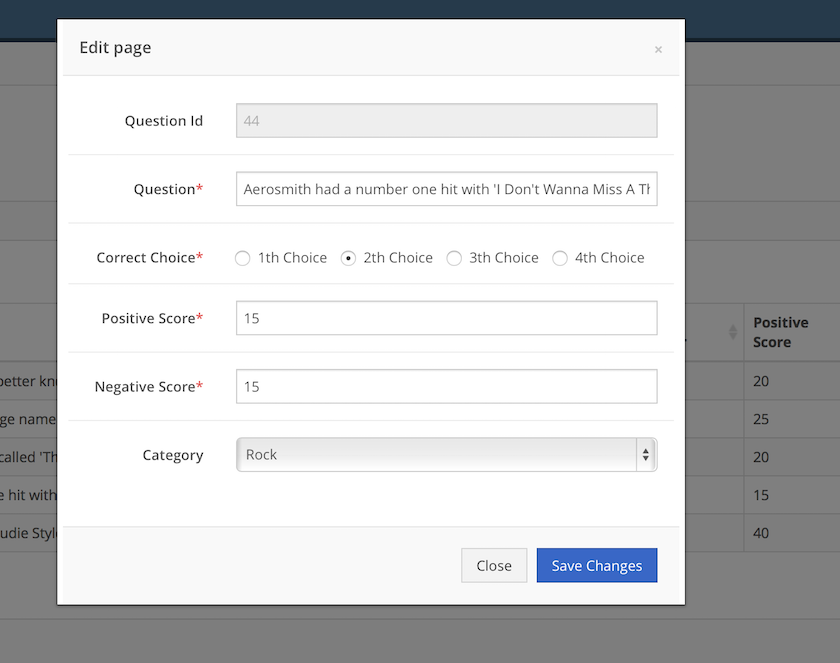 Edit page
×
Question Id
44
Question*
Aerosmith had a number one hit with 'I Don't Wanna Miss A Th
Correct Choice*
1th Choice 2th Choice 3th Choice 4th Choice
Positive Score*
15
Negative Score*
15
Category
Rock
Close Save Changes
Positive
Score
better kn
20
ge name
25
called 'Th
20
e hit with
15
udie Styl
40